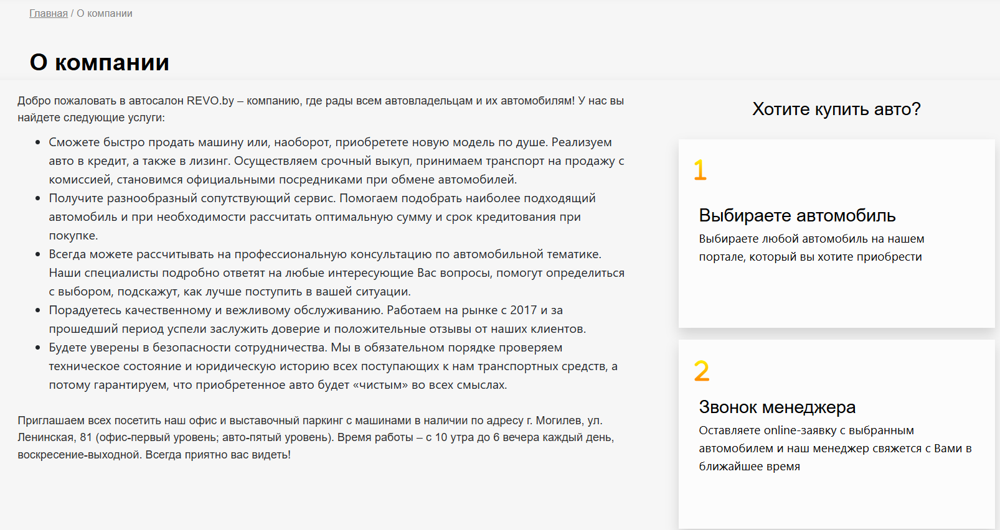 Главная / О компании
О компании
Добро пожаловать в автосалон REVO.by – компанию, где рады всем автовладельцам и их автомобилям! У нас вы
найдете следующие услуги:
Сможете быстро продать машину или, наоборот, приобретете новую модель по душе. Реализуем
авто в кредит, а также в лизинг. Осуществляем срочный выкуп, принимаем транспорт на продажу с
комиссией, становимся официальными посредниками при обмене автомобилей.
Получите разнообразный сопутствующий сервис. Помогаем подобрать наиболее подходящий
автомобиль и при необходимости рассчитать оптимальную сумму и срок кредитования при
покупке.
Всегда можете рассчитывать на профессиональную консультацию по автомобильной тематике.
Наши специалисты подробно ответят на любые интересующие Вас вопросы, помогут определиться
с выбором, подскажут, как лучше поступить в вашей ситуации.
Порадуетесь качественному и вежливому обслуживанию. Работаем на рынке с 2017 и за
прошедший период успели заслужить доверие и положительные отзывы от наших клиентов.
Будете уверены в безопасности сотрудничества. Мы в обязательном порядке проверяем
техническое состояние и юридическую историю всех поступающих к нам транспортных средств, а
потому гарантируем, что приобретенное авто будет «чистым» во всех смыслах.
Приглашаем всех посетить наш офис и выставочный паркинг с машинами в наличии по адресу г. Могилев, ул.
Ленинская, 81 (офис-первый уровень; авто-пятый уровень). Время работы – с 10 утра до 6 вечера каждый день,
воскресение-выходной. Всегда приятно вас видеть!
Хотите купить авто?
1
Выбираете автомобиль
Выбираете любой автомобиль на нашем
портале, который вы хотите приобрести
2
Звонок менеджера
Оставляете online-заявку с выбранным
автомобилем и наш менеджер свяжется с Вами в
ближайшее время